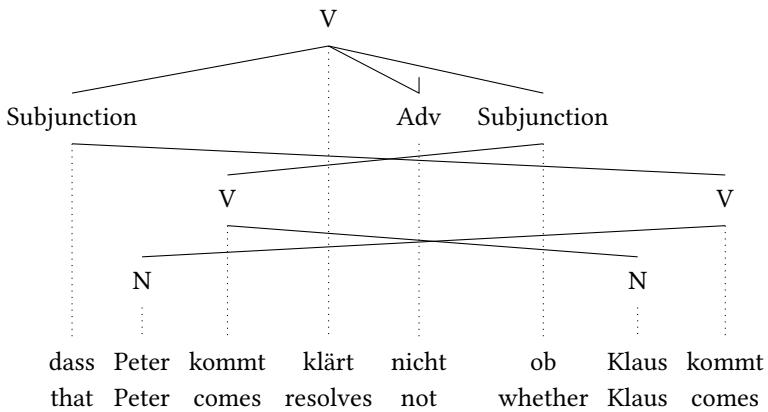 V
Subjunction Adv Subjunction
V V
N N
dass Peter kommt klärt nicht ob Klaus kommt
that Peter comes resolves not whether Klaus comes